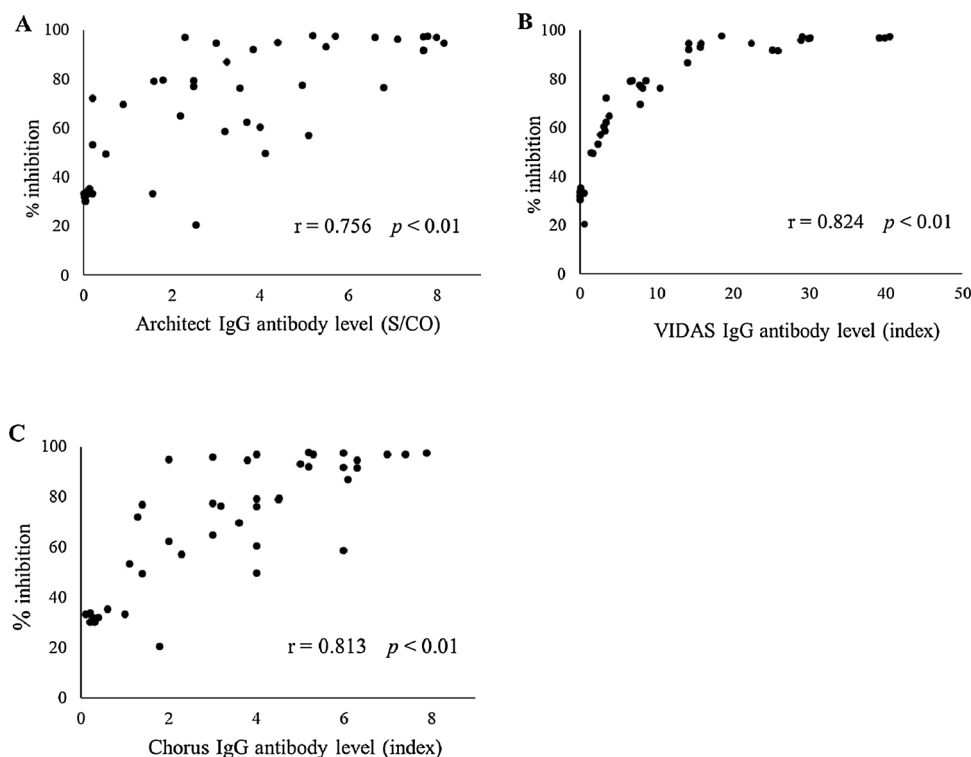 A
% inhibition
100
80
60
40
20
0
r = 0.756 p < 0.01
0 2 4 6 8
Architect IgG antibody level (S/CO)
B
% inhibition
100
80
60
40
20
0
r = 0.824 p < 0.01
0 10 20 30 40 50
VIDAS IgG antibody level (index)
C
% inhibition
100
80
60
40
20
0
r = 0.813 p < 0.01
0 2 4 6 8
Chorus IgG antibody level (index)